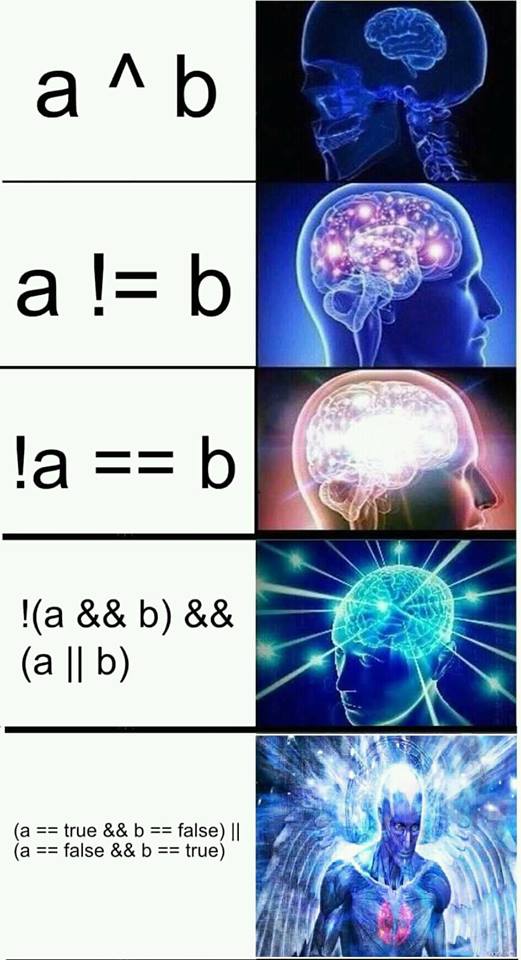 a ^ b
a != b
!a == b
!(a && b) &&
(a || b)
(a == true && b == false) ||
(a == false && b == true)